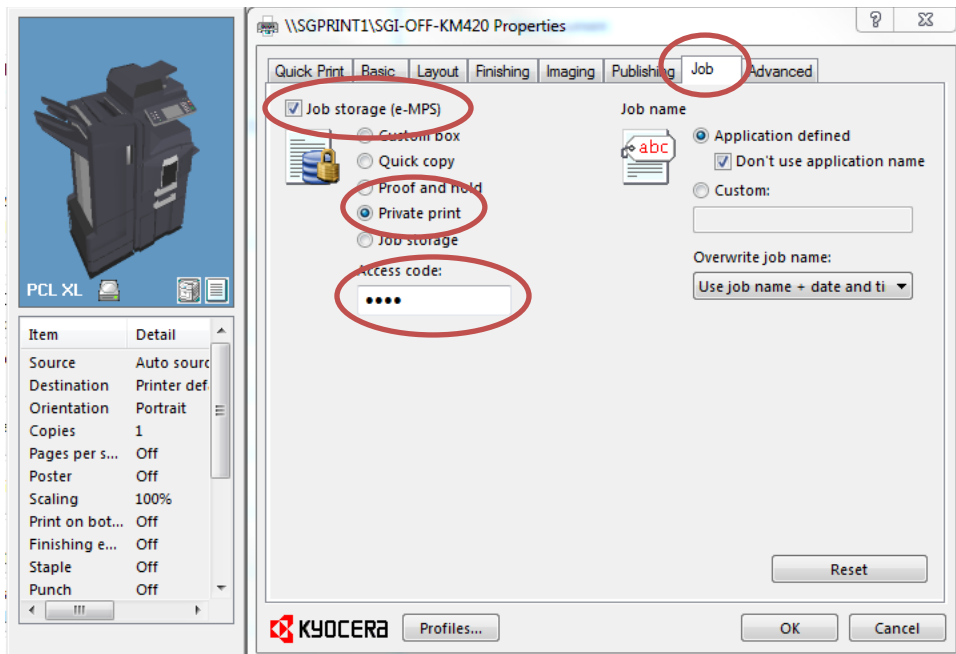 \\SGPRINT1\SGI-OFF-KM420 Properties
Quick Print Basic Layout Finishing Imaging Publishing Job Advanced
Job storage (e-MPS)
Custom box
Quick copy
Proof and hold
Private print
Job storage
Access code:
••••
Job name
abc
Application defined
Don't use application name
Custom:
Overwrite job name:
Use job name + date and ti
PCL XL
Item Detail
Source Auto sourc
Destination Printer def
Orientation Portrait
Copies 1
Pages per s... Off
Poster Off
Scaling 100%
Print on bot... Off
Finishing e... Off
Staple Off
Punch Off
Reset
KYOCERA Profiles... OK Cancel